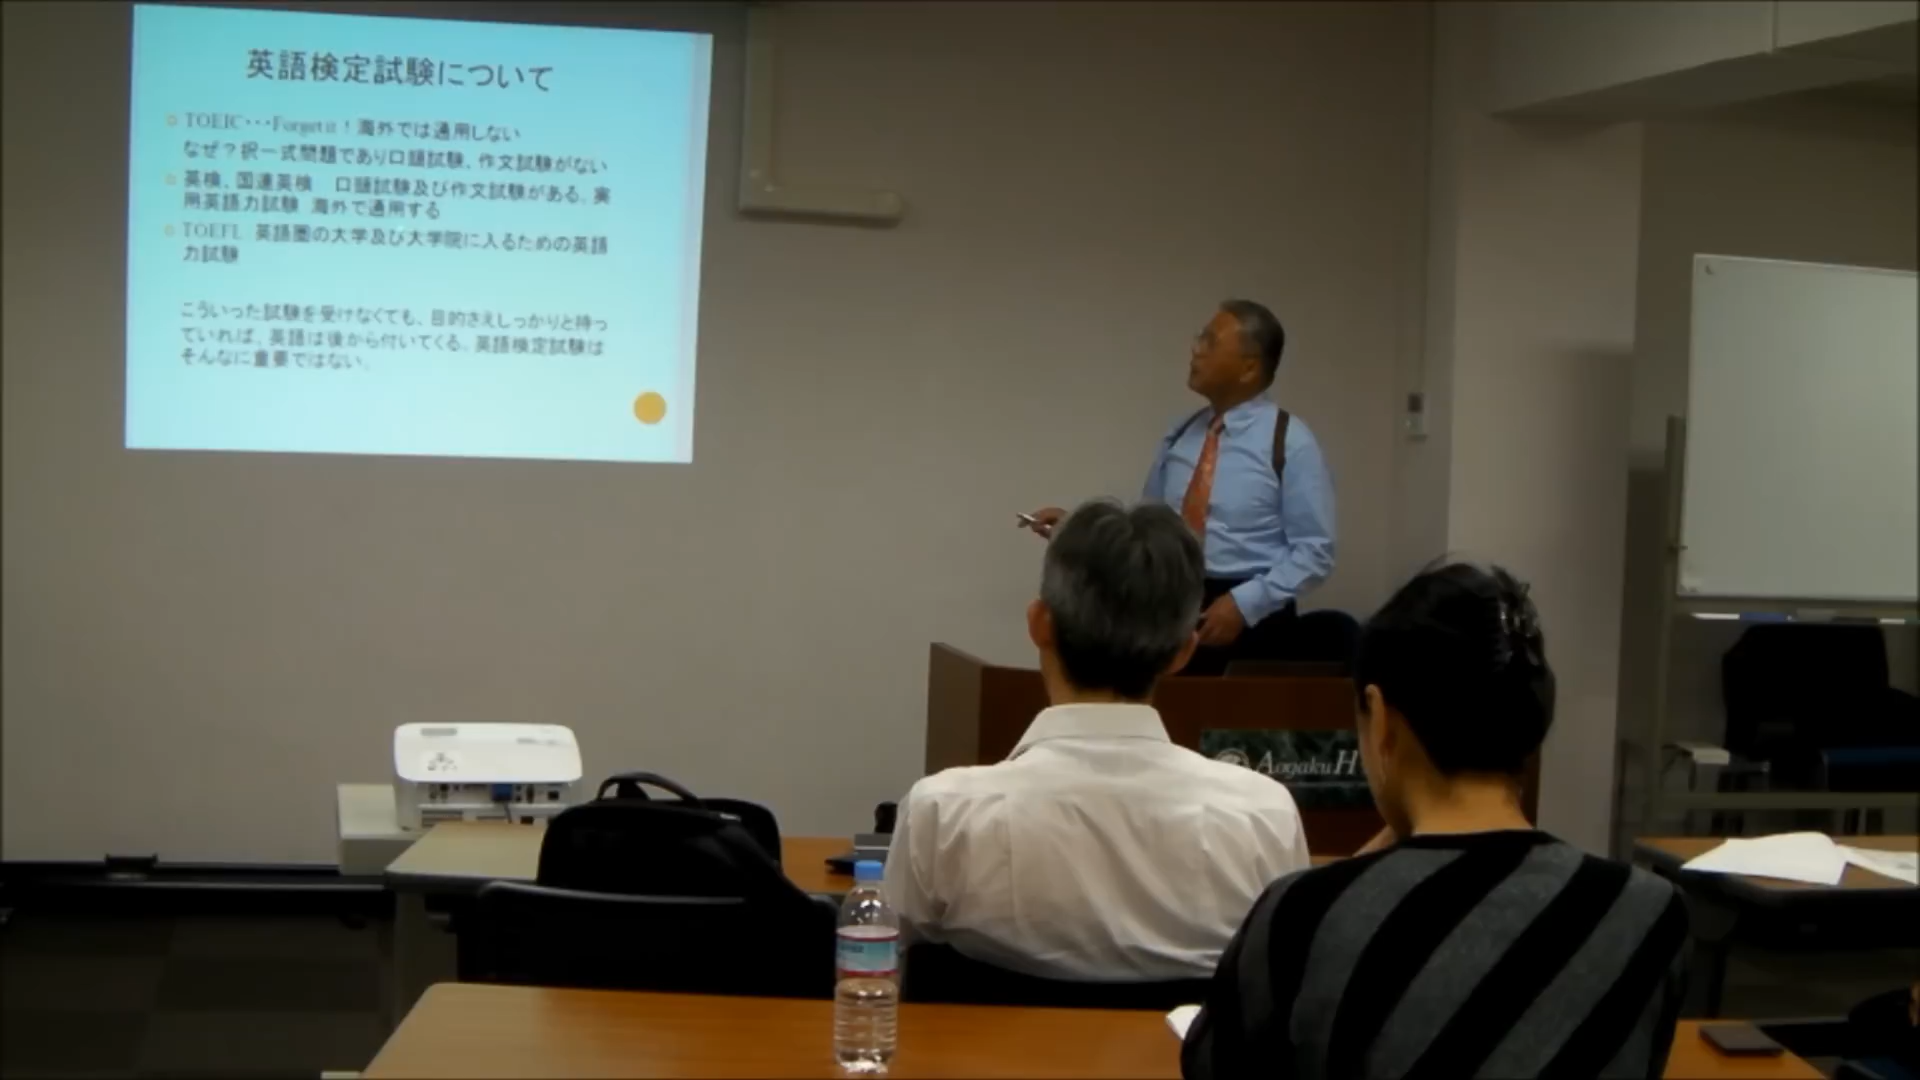 英語検定試験について
TOEIC・・・Forget it！海外では通用しない
なぜ？択一式問題であり口頭試験、作文試験がない
英検、国連英検　口頭試験及び作文試験がある。実
用英語力試験　海外で通用する
TOEFL　英語圏の大学及び大学院に入るための英語
力試験
こういった試験を受けなくても、目的さえしっかりと持っ
ていれば、英語は後から付いてくる。英語検定試験は
そんなに重要ではない。
Aogaku H